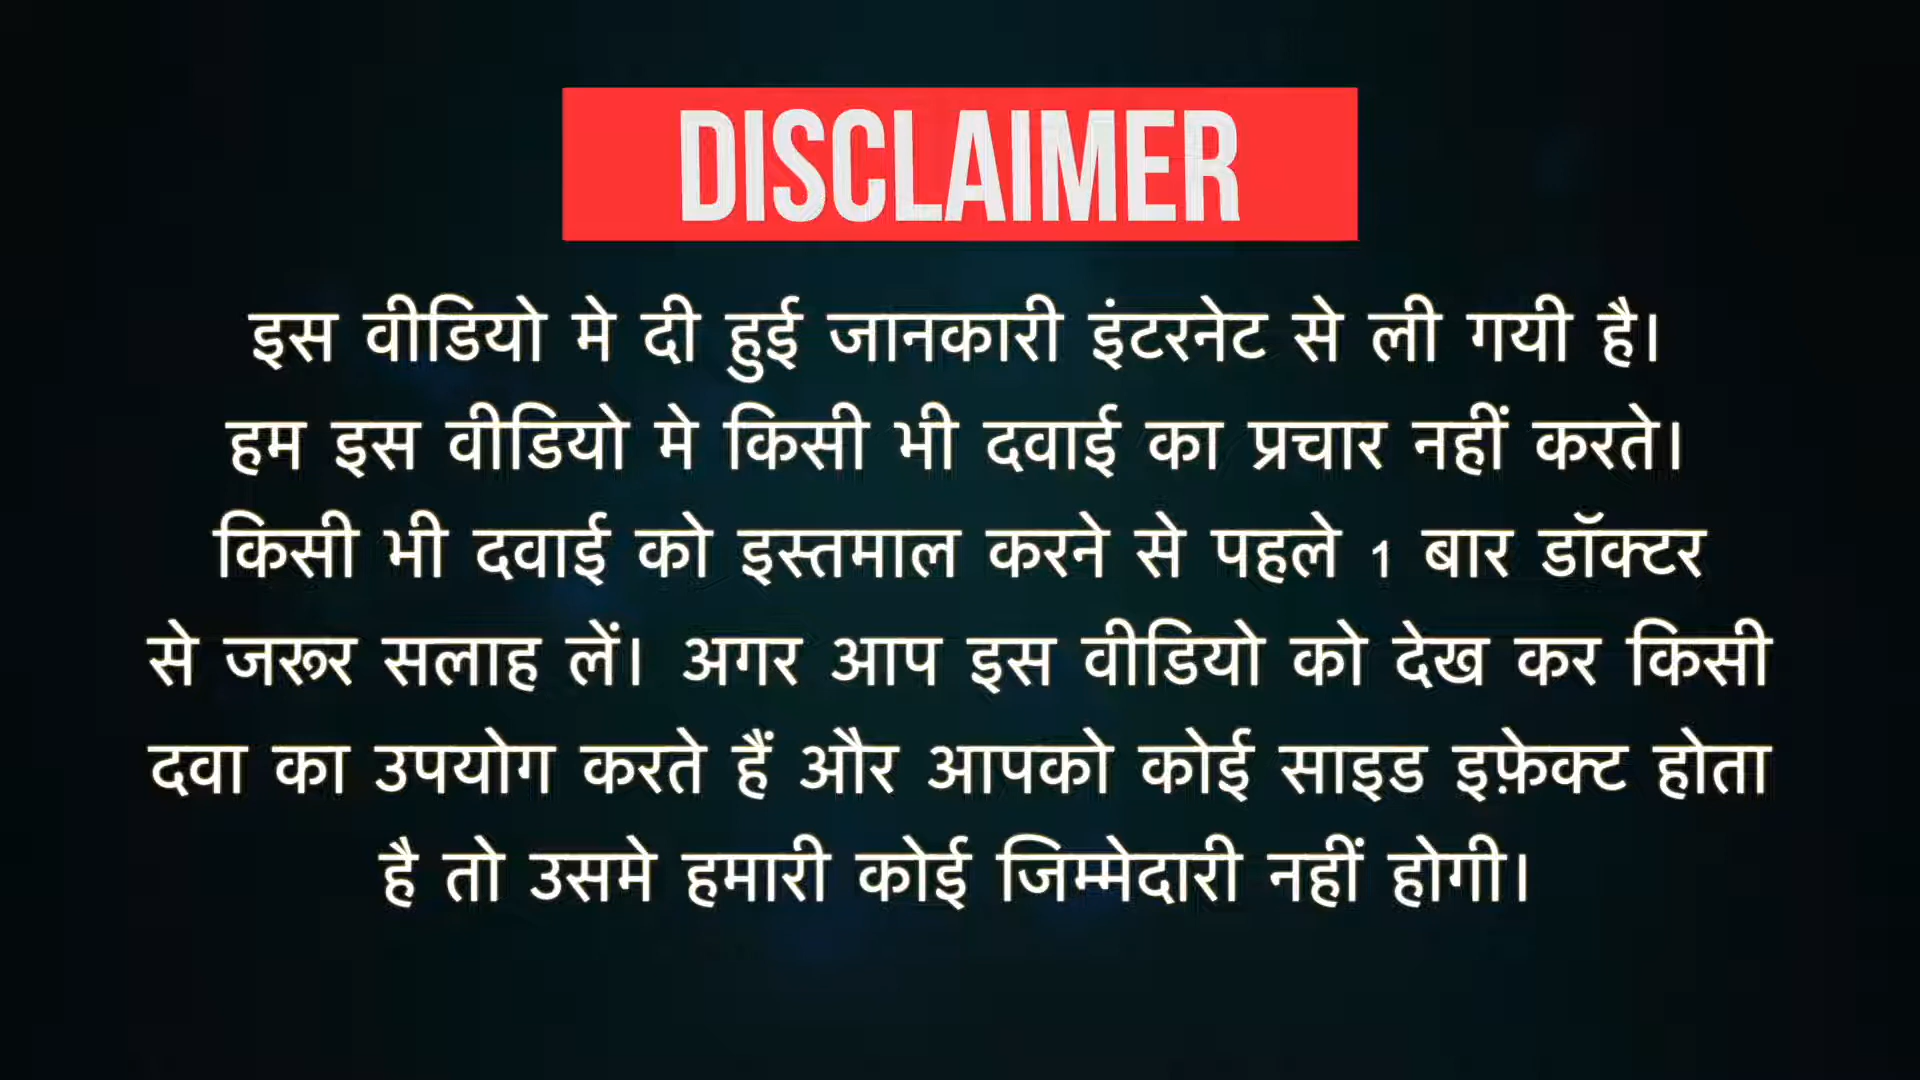 DISCLAIMER
इस वीडियो मे दी हुई जानकारी इंटरनेट से ली गयी है।
हम इस वीडियो मे किसी भी दवाई का प्रचार नहीं करते।
किसी भी दवाई को इस्तमाल करने से पहले 1 बार डॉक्टर
से जरूर सलाह लें। अगर आप इस वीडियो को देख कर किसी
दवा का उपयोग करते हैं और आपको कोई साइड इफ़ेक्ट होता
है तो उसमे हमारी कोई जिम्मेदारी नहीं होगी।